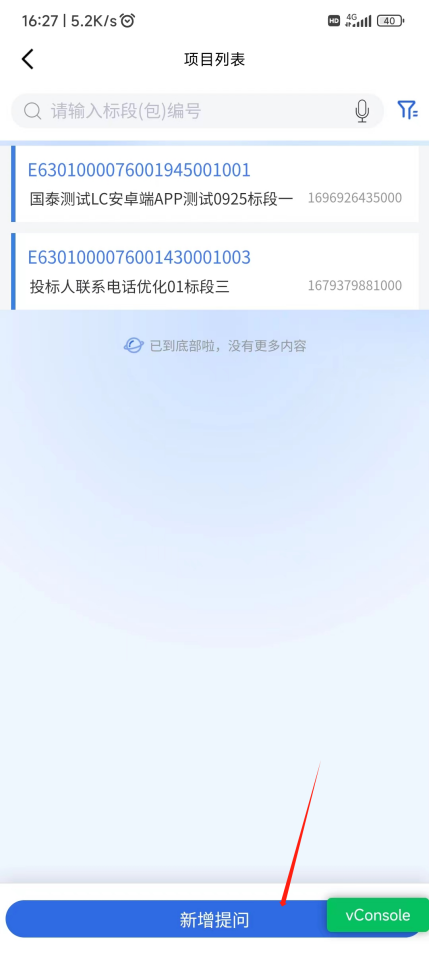 16:27 | 5.2K/s
HD 4G 40
项目列表
请输入标段(包)编号
E6301000076001945001001
国泰测试LC安卓端APP测试0925标段一 1696926435000
E6301000076001430001003
投标人联系电话优化01标段三 1679379881000
已到底部啦，没有更多内容
新增提问
vConsole